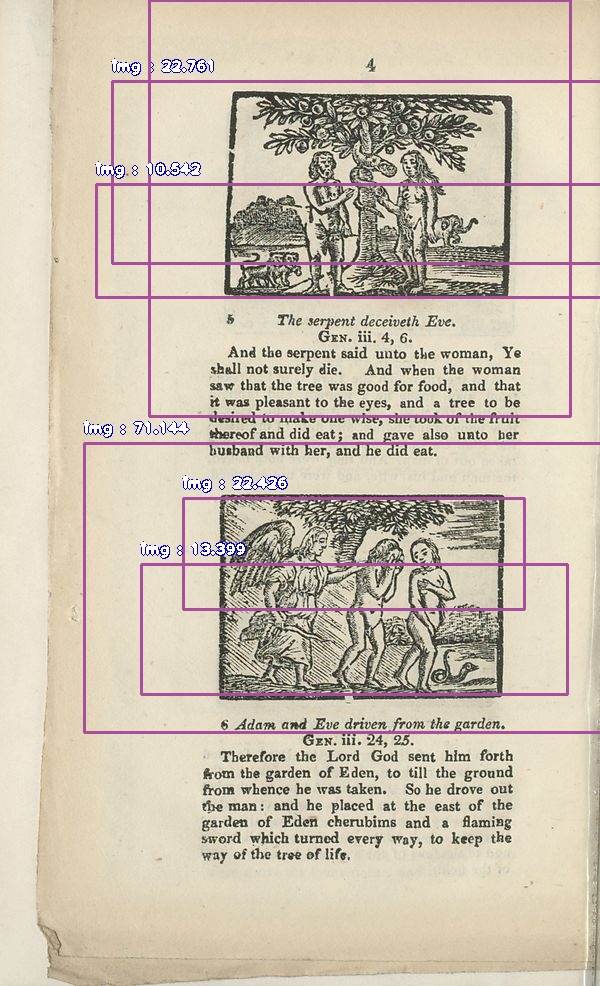 img : 22.761
4
img : 10.542
5 The serpent deceiveth Eve.
GEN. iii. 4, 6.
And the serpent said unto the woman, Ye
shall not surely die. And when the woman
saw that the tree was good for food, and that
it was pleasant to the eyes, and a tree to be
desired to make one wise, she took of the fruit
thereof and did eat; and gave also unto her
husband with her, and he did eat.
img : 71.144
img : 22.426
img : 13.399
6 Adam and Eve driven from the garden.
GEN. iii. 24, 25.
Therefore the Lord God sent him forth
from the garden of Eden, to till the ground
from whence he was taken. So he drove out
the man: and he placed at the east of the
garden of Eden cherubims and a flaming
sword which turned every way, to keep the
way of the tree of life.